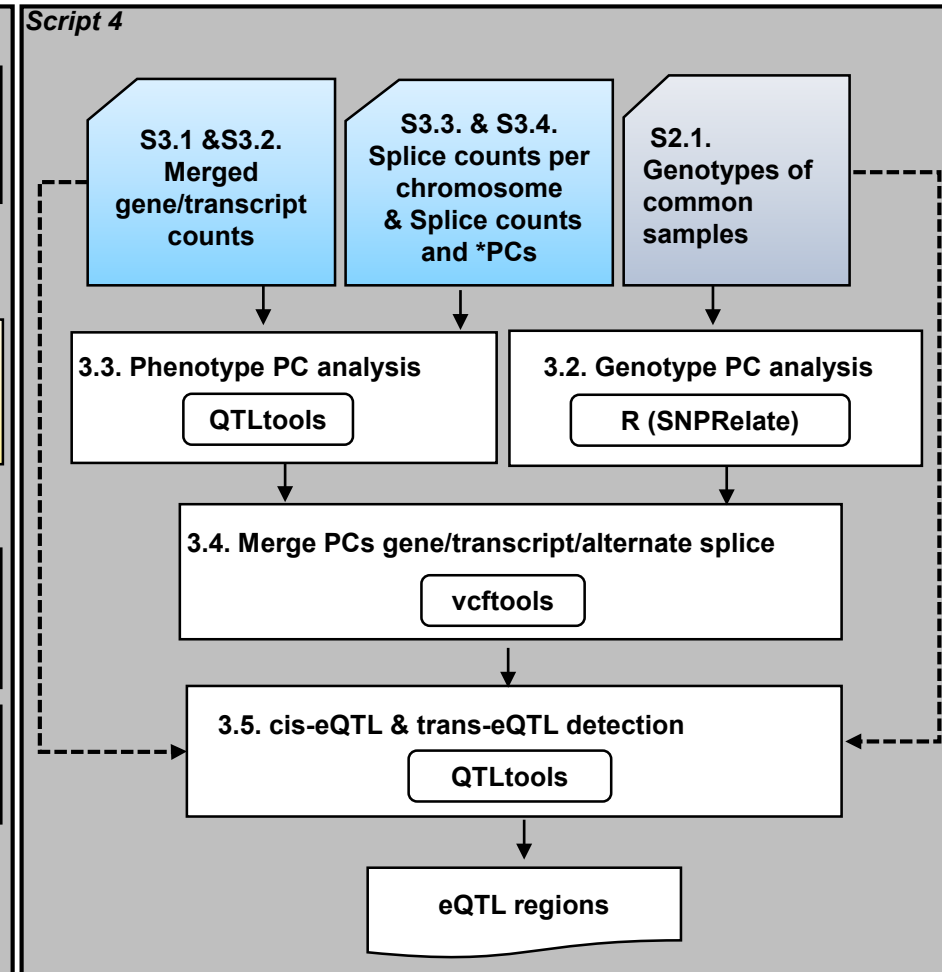 Script 4
S3.1 &S3.2.
Merged
gene/transcript
counts
S3.3. & S3.4.
Splice counts per
chromosome
& Splice counts
and *PCs
S2.1.
Genotypes of
common
samples
3.3. Phenotype PC analysis
QTLtools
3.2. Genotype PC analysis
R (SNPRelate)
3.4. Merge PCs gene/transcript/alternate splice
vcftools
3.5. cis-eQTL & trans-eQTL detection
QTLtools
eQTL regions